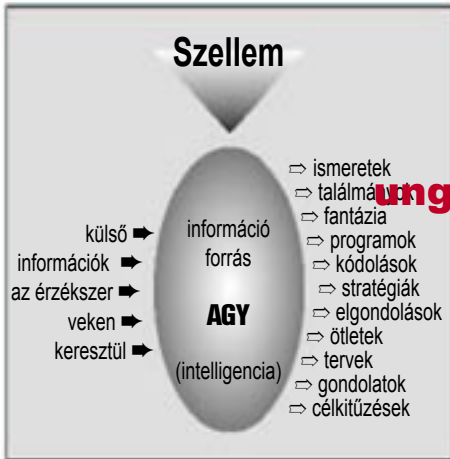 Szellem
külső ➨
információk ➨
az érzékszer ➨
veken ➨
keresztül ➨
információ
forrás
AGY
(intelligencia)
⇨ ismeretek
⇨ találmányok
⇨ fantázia
⇨ programok
⇨ kódolások
⇨ stratégiák
⇨ elgondolások
⇨ ötletek
⇨ tervek
⇨ gondolatok
⇨ célkitűzések
ung